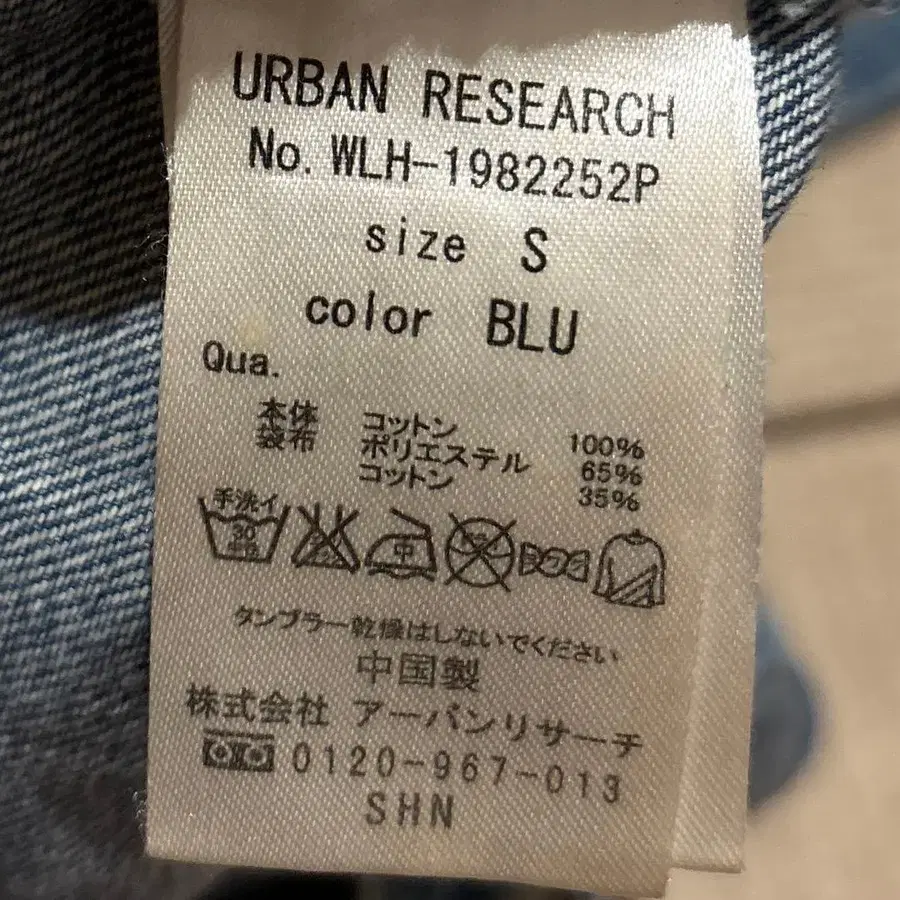 URBAN RESEARCH
No. WLH-1982252P
size S
color BLU
Qua.
本体 コットン 100%
袋布 ポリエステル 65%
コットン 35%
手洗イ
30
中
タンブラー乾燥はしないでください
中国製
株式会社 アーバンリサーチ
0120-967-013
SHN